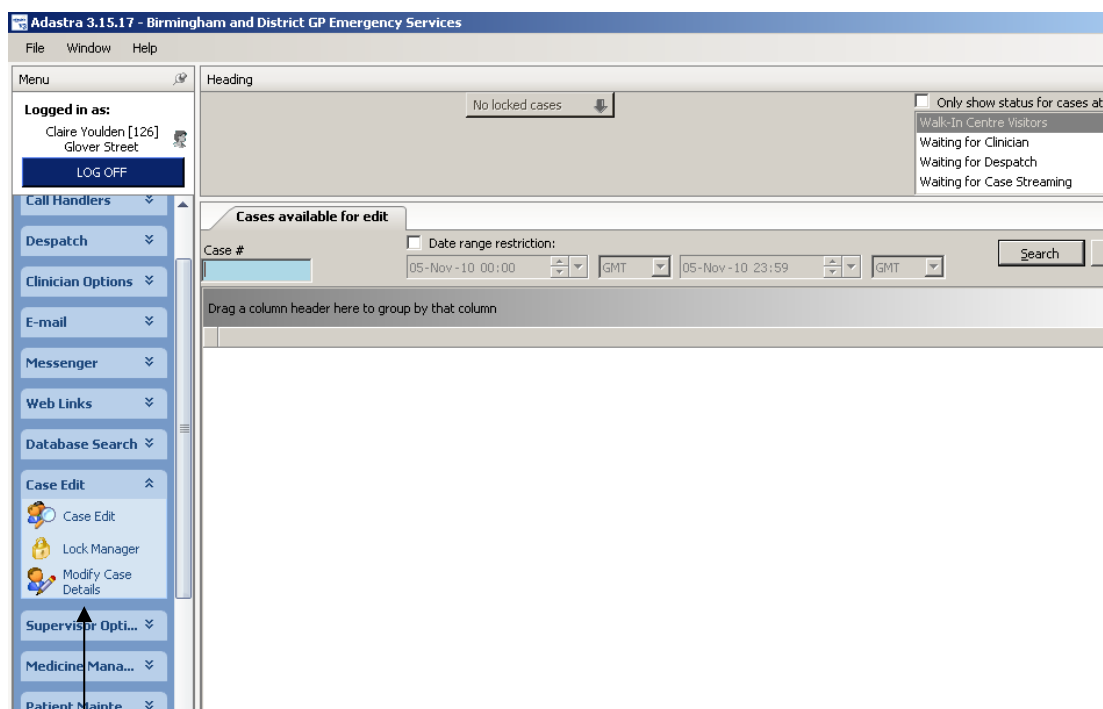 Adastra 3.15.17 - Birmingham and District GP Emergency Services
File Window Help
Menu
Heading
Logged in as:
Claire Youlden [126]
Glover Street
LOG OFF
No locked cases
Only show status for cases at
Walk-In Centre Visitors
Waiting for Clinician
Waiting for Despatch
Waiting for Case Streaming
Call Handlers
Despatch
Clinician Options
E-mail
Messenger
Web Links
Database Search
Case Edit
Case Edit
Lock Manager
Modify Case
Details
Supervisor Opti...
Medicine Mana...
Patient Mainte...
Cases available for edit
Case #
Date range restriction:
05-Nov-10 00:00 GMT 05-Nov-10 23:59 GMT
Search
Drag a column header here to group by that column